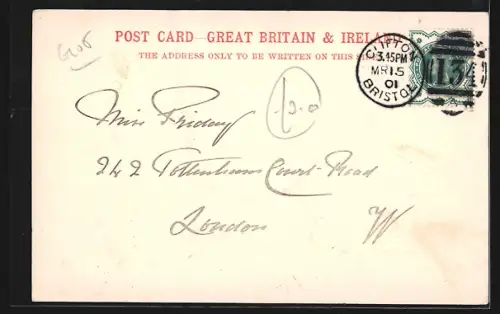 POST CARD—GREAT BRITAIN & IRELAND
THE ADDRESS ONLY TO BE WRITTEN ON THIS
CLIFTON
3.45PM
MR 15
01
BRISTOL
134
Miss Friday
242 Tottenham Court Road
London
W